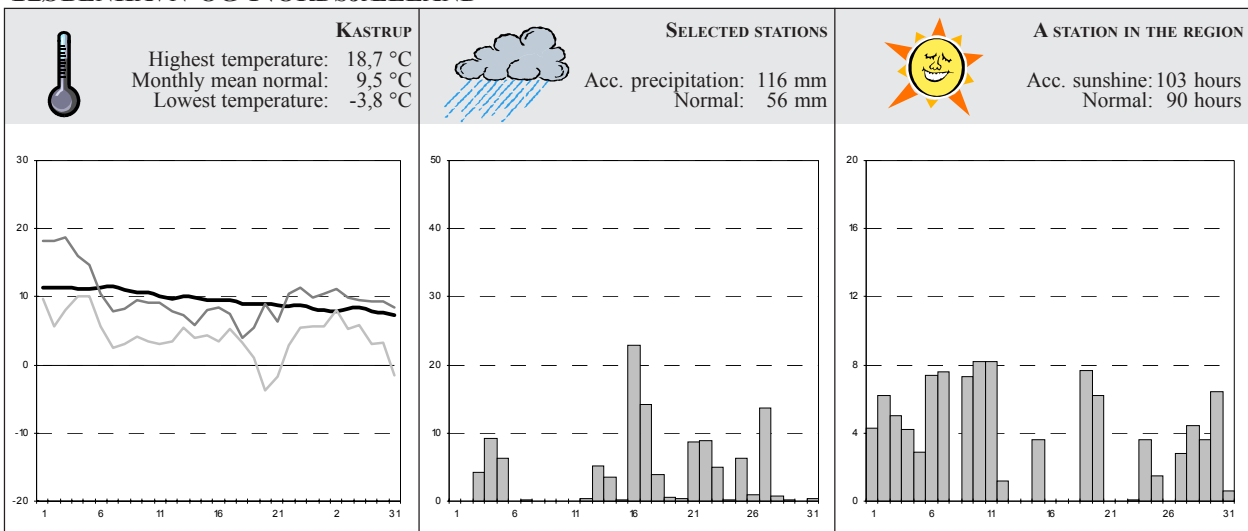 KASTRUP
Highest temperature: 18,7 °C
Monthly mean normal: 9,5 °C
Lowest temperature: -3,8 °C
SELECTED STATIONS
Acc. precipitation: 116 mm
Normal: 56 mm
A STATION IN THE REGION
Acc. sunshine: 103 hours
Normal: 90 hours
30
20
10
0
-10
-20
1 6 11 16 21 2 31
50
40
30
20
10
0
1 6 11 16 21 26 31
20
16
12
8
4
0
1 6 11 16 21 26 31